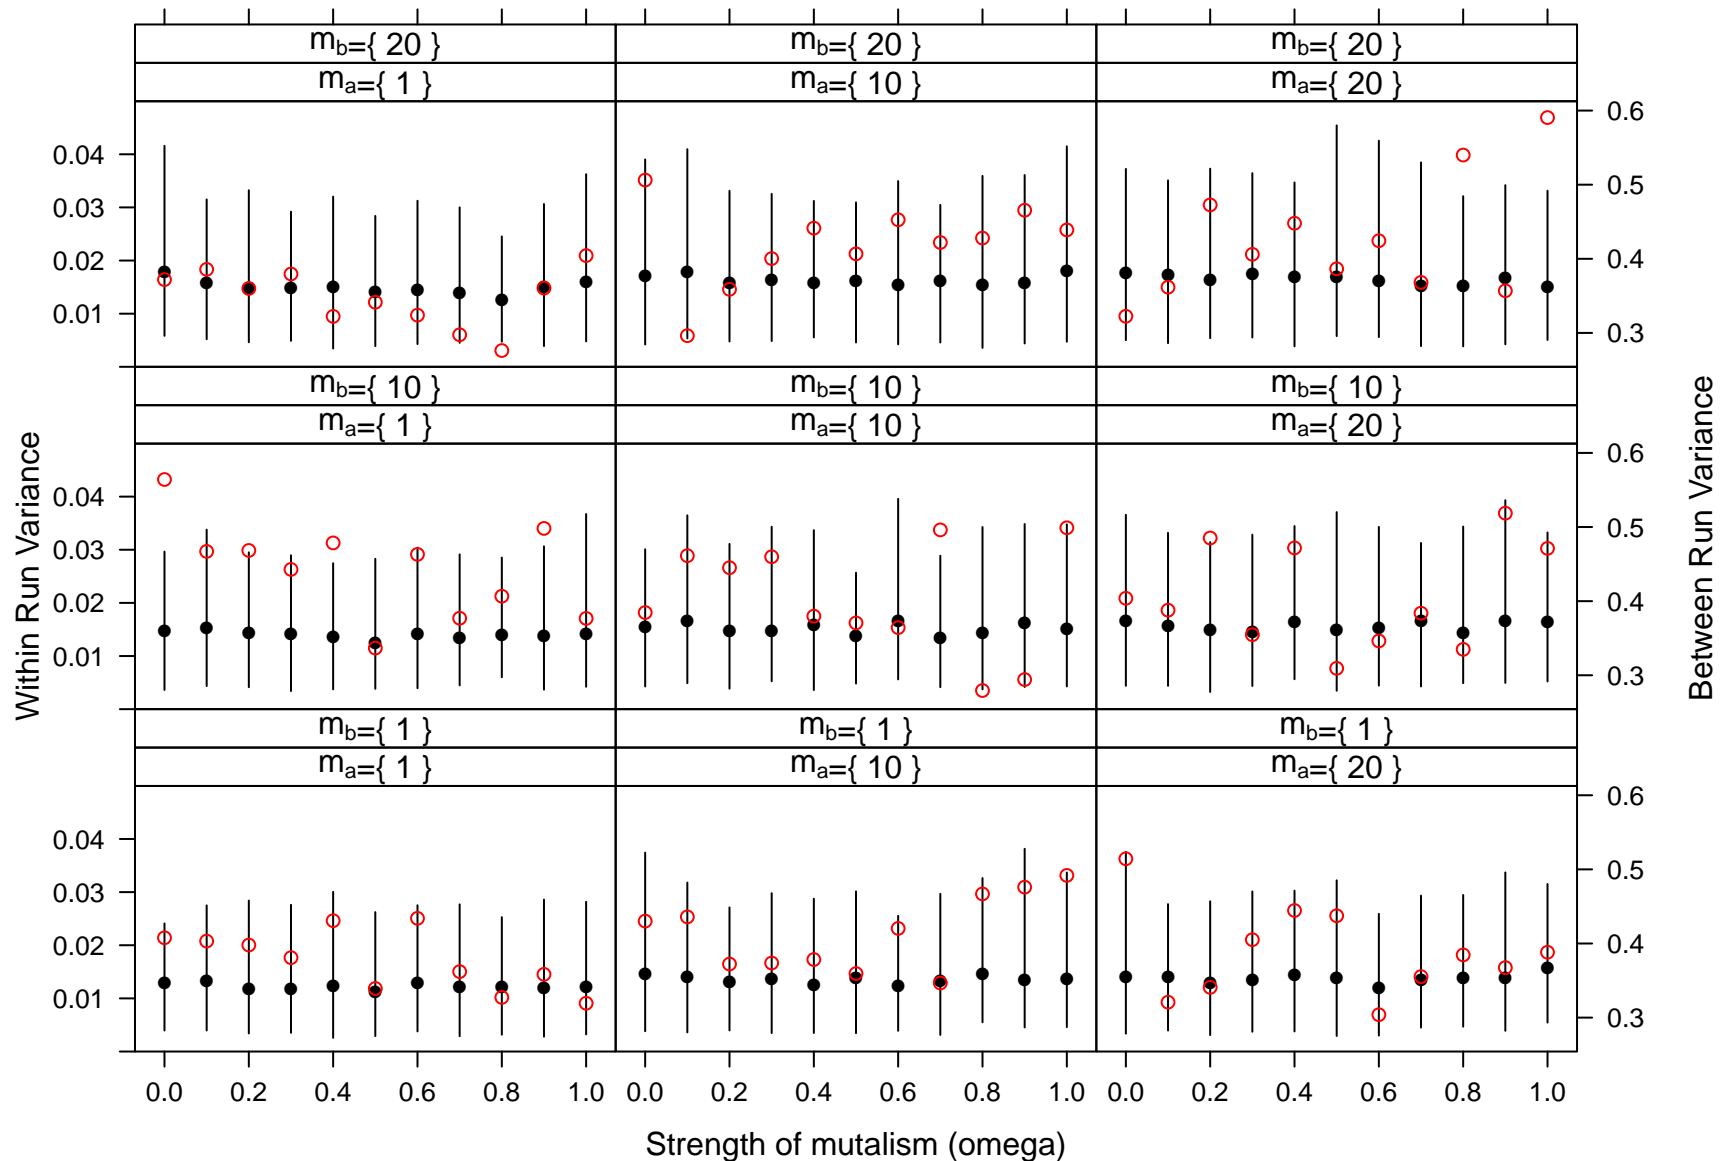 m_b={ 20 } m_b={ 20 } m_b={ 20 }
m_a={ 1 } m_a={ 10 } m_a={ 20 }
0.04
0.03
0.02
0.01
0.6
0.5
0.4
0.3
m_b={ 10 } m_b={ 10 } m_b={ 10 }
m_a={ 1 } m_a={ 10 } m_a={ 20 }
0.04
0.03
0.02
0.01
0.6
0.5
0.4
0.3
Within Run Variance
Between Run Variance
m_b={ 1 } m_b={ 1 } m_b={ 1 }
m_a={ 1 } m_a={ 10 } m_a={ 20 }
0.04
0.03
0.02
0.01
0.6
0.5
0.4
0.3
0.0 0.2 0.4 0.6 0.8 1.0 0.0 0.2 0.4 0.6 0.8 1.0 0.0 0.2 0.4 0.6 0.8 1.0
Strength of mutalism (omega)